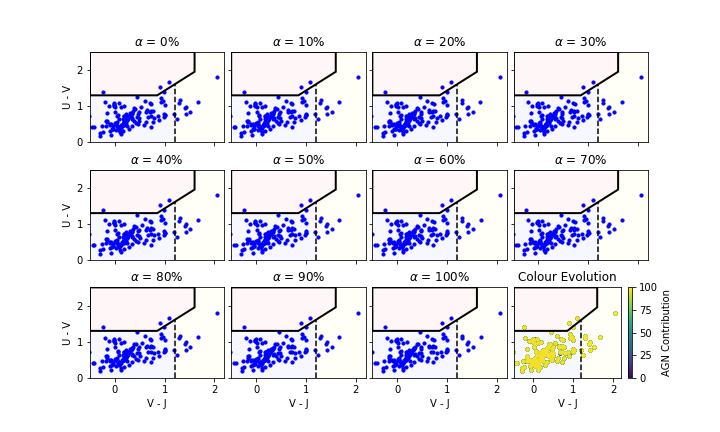 α = 0%
α = 10%
α = 20%
α = 30%
2
1
0
U - V
α = 40%
α = 50%
α = 60%
α = 70%
2
1
0
U - V
α = 80%
α = 90%
α = 100%
Colour Evolution
2
1
0
U - V
0 1 2
0 1 2
0 1 2
0 1 2
V - J
V - J
V - J
V - J
100
75
50
25
0
AGN Contribution